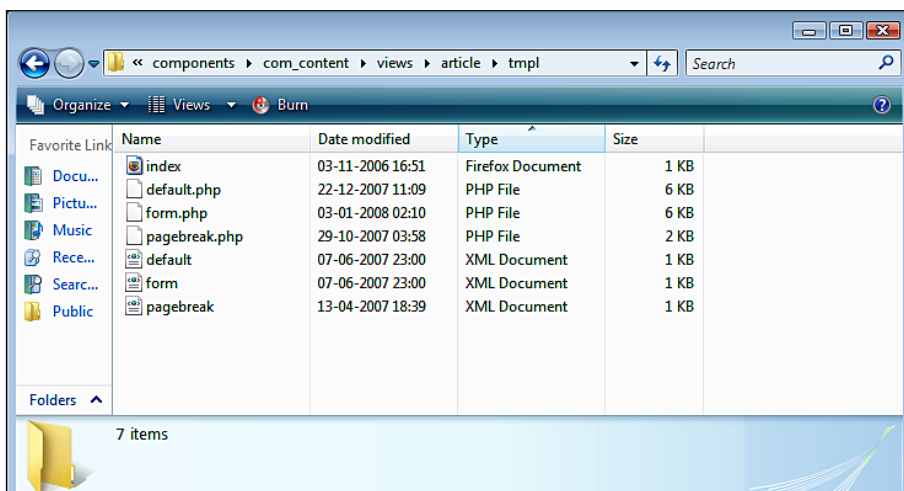 « components ▸ com_content ▸ views ▸ article ▸ tmpl Search
Organize Views Burn
Favorite Link Name Date modified Type Size
Docu... index 03-11-2006 16:51 Firefox Document 1 KB
default.php 22-12-2007 11:09 PHP File 6 KB
Pictu... form.php 03-01-2008 02:10 PHP File 6 KB
Music pagebreak.php 29-10-2007 03:58 PHP File 2 KB
Rece... default 07-06-2007 23:00 XML Document 1 KB
Searc... form 07-06-2007 23:00 XML Document 1 KB
Public pagebreak 13-04-2007 18:39 XML Document 1 KB
Folders
7 items